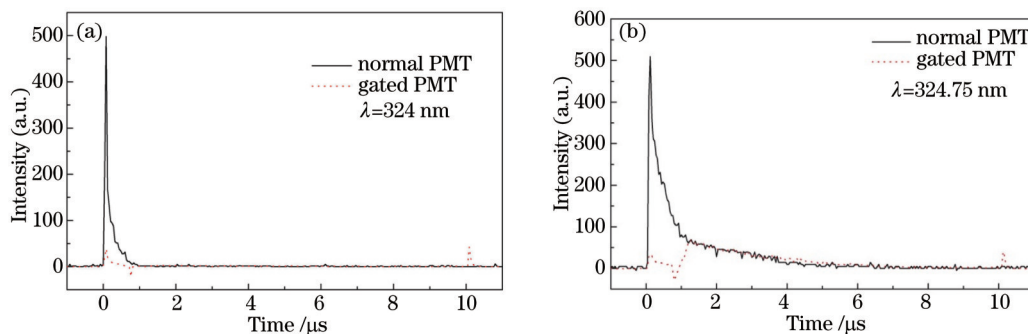 (a)
500
400
300
200
100
0
Intensity (a.u.)
normal PMT
gated PMT
λ=324 nm
0 2 4 6 8 10
Time /μs
(b)
600
500
400
300
200
100
0
Intensity (a.u.)
normal PMT
gated PMT
λ=324.75 nm
0 2 4 6 8 10
Time /μs